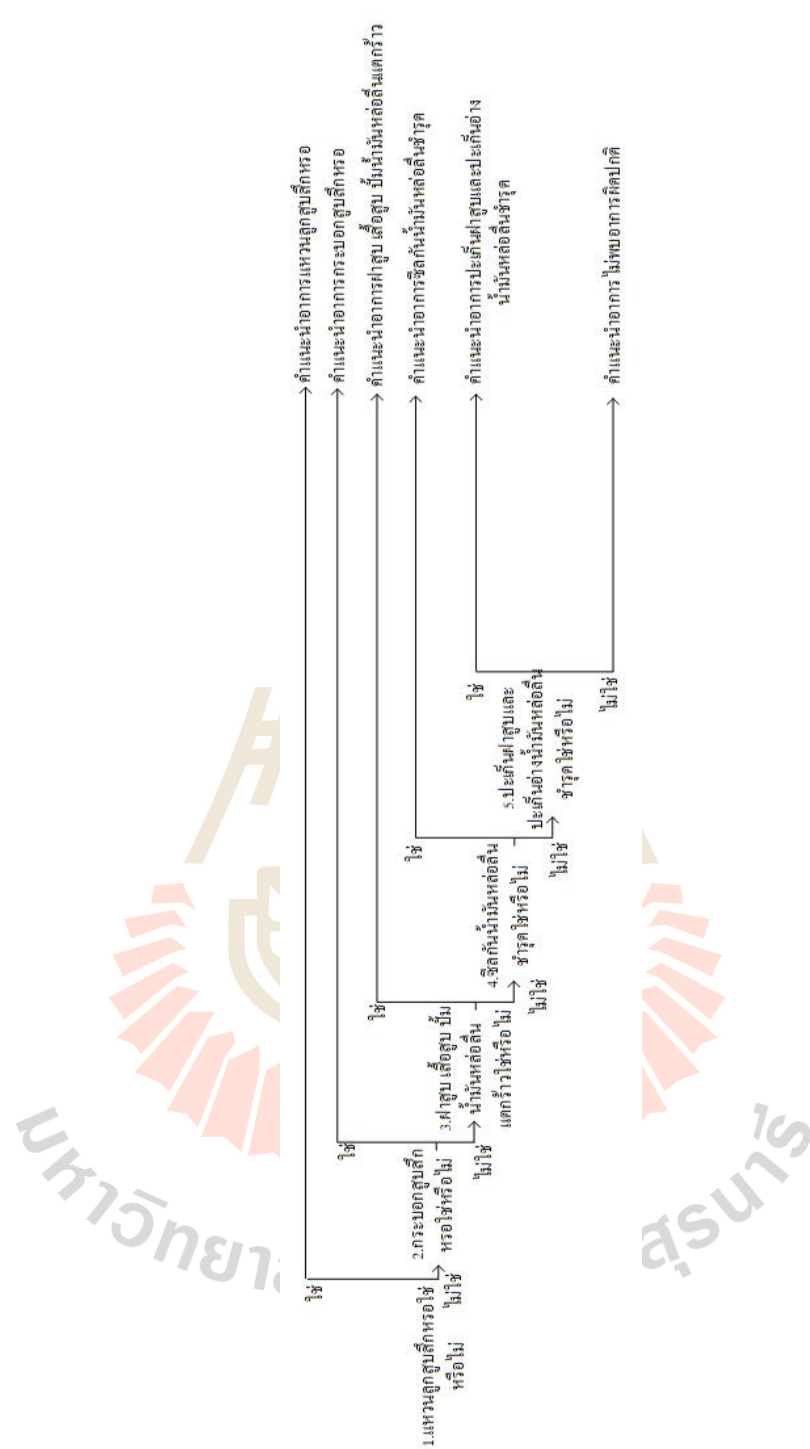 1.แหวนลูกสูบสึกหรอใช่
หรือไม่
ใช่
ไม่ใช่
2.กระบอกสูบสึก
หรอใช่หรือไม่
ใช่
ไม่ใช่
3.ฝาสูบ เสื้อสูบ ปั้ม
น้ำมันหล่อลื่น
แตกร้าวใช่หรือไม่
ใช่
ไม่ใช่
4.ซีลกันน้ำมันหล่อลื่น
ชำรุดใช่หรือไม่
ใช่
ไม่ใช่
5.ปะเก็นฝาสูบและ
ปะเก็นอ่างน้ำมันหล่อลื่น
ชำรุดใช่หรือไม่
ใช่
ไม่ใช่
คำแนะนำอาการแหวนลูกสูบสึกหรอ
คำแนะนำอาการกระบอกสูบสึกหรอ
คำแนะนำอาการฝาสูบ เสื้อสูบ ปั้มน้ำมันหล่อลื่นแตกร้าว
คำแนะนำอาการซีลกันน้ำมันหล่อลื่นชำรุด
คำแนะนำอาการปะเก็นฝาสูบและปะเก็นอ่าง
น้ำมันหล่อลื่นชำรุด
คำแนะนำอาการ ไม่พบอาการผิดปกติ